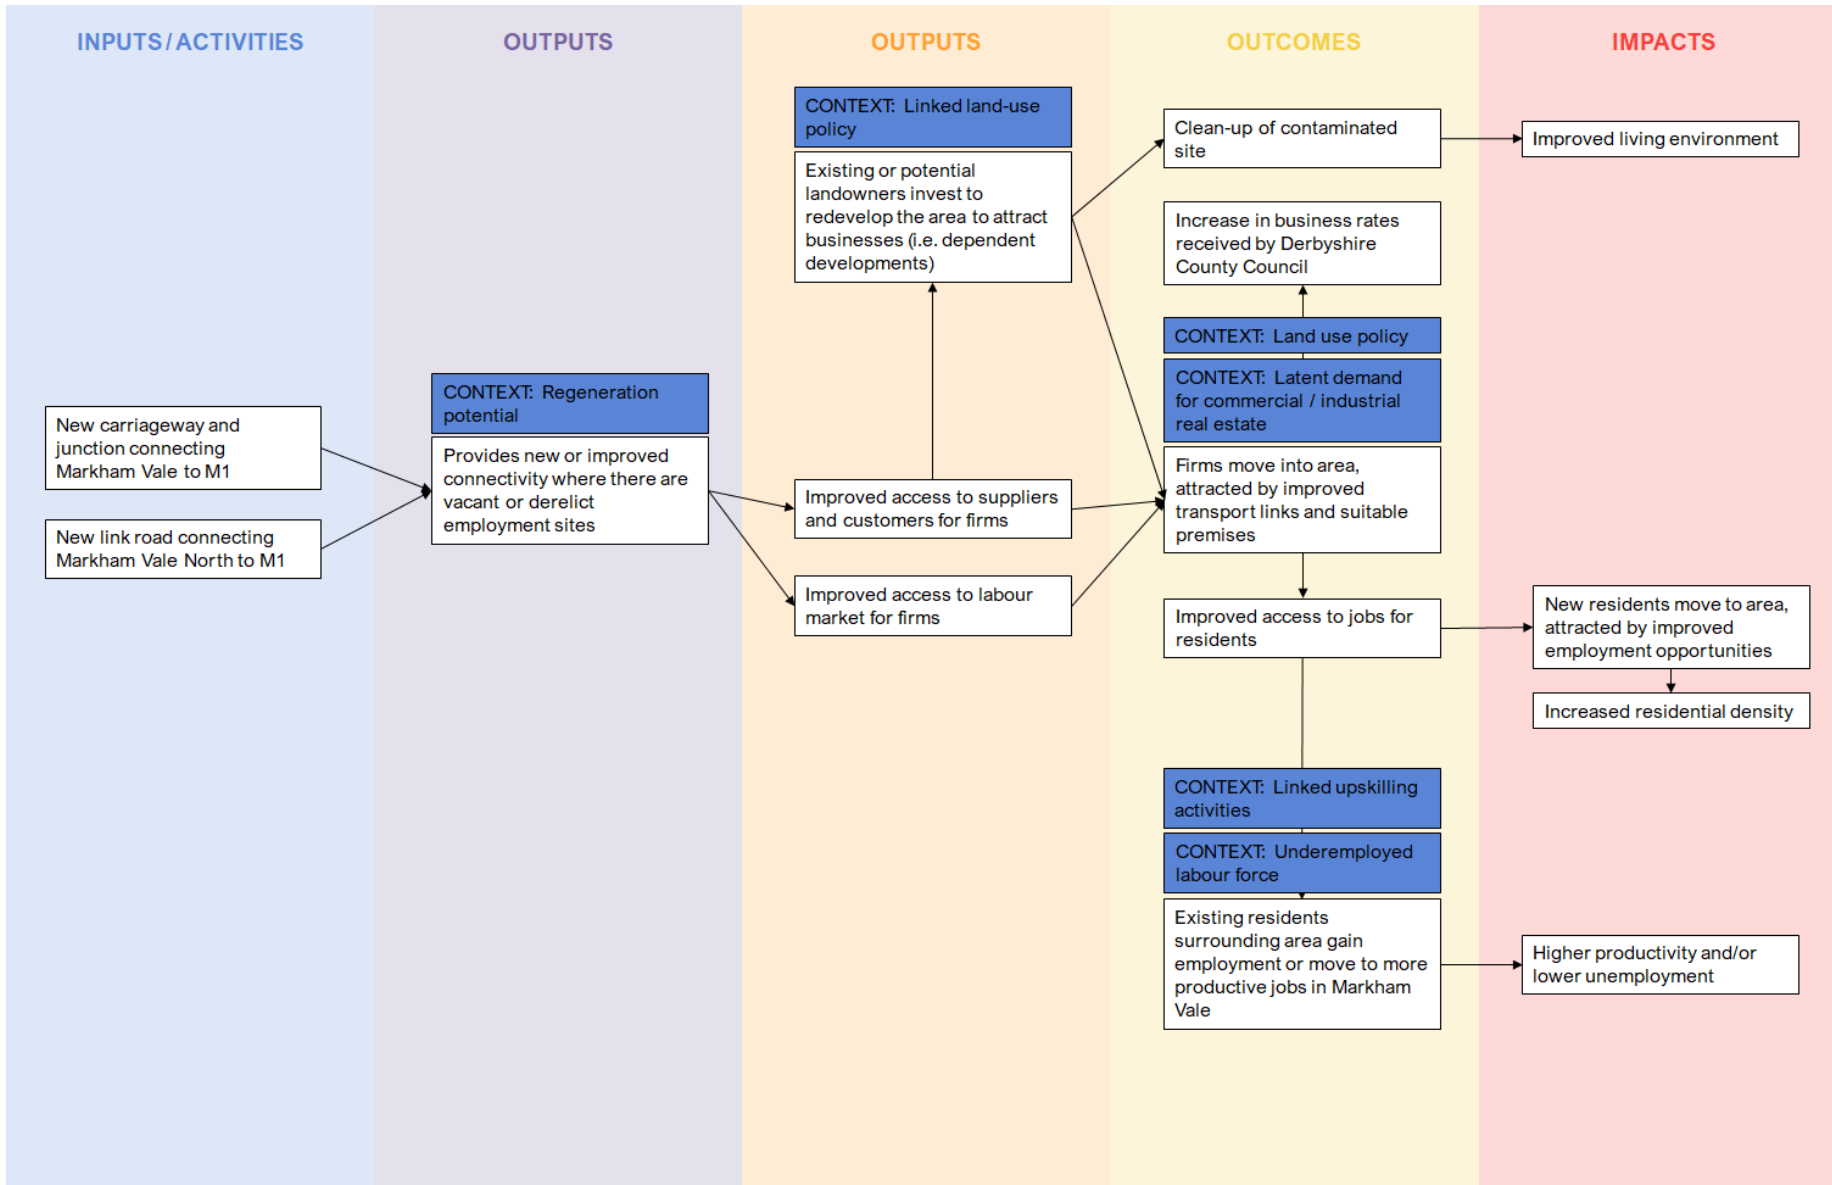 INPUTS / ACTIVITIES
OUTPUTS
OUTPUTS
OUTCOMES
IMPACTS
New carriageway and
junction connecting
Markham Vale to M1
New link road connecting
Markham Vale North to M1
CONTEXT: Regeneration
potential
Provides new or improved
connectivity where there are
vacant or derelict
employment sites
CONTEXT: Linked land-use
policy
Existing or potential
landowners invest to
redevelop the area to attract
businesses (i.e. dependent
developments)
Improved access to suppliers
and customers for firms
Improved access to labour
market for firms
Clean-up of contaminated
site
Increase in business rates
received by Derbyshire
County Council
CONTEXT: Land use policy
CONTEXT: Latent demand
for commercial / industrial
real estate
Firms move into area,
attracted by improved
transport links and suitable
premises
Improved access to jobs for
residents
CONTEXT: Linked upskilling
activities
CONTEXT: Underemployed
labour force
Existing residents
surrounding area gain
employment or move to more
productive jobs in Markham
Vale
Improved living environment
New residents move to area,
attracted by improved
employment opportunities
Increased residential density
Higher productivity and/or
lower unemployment